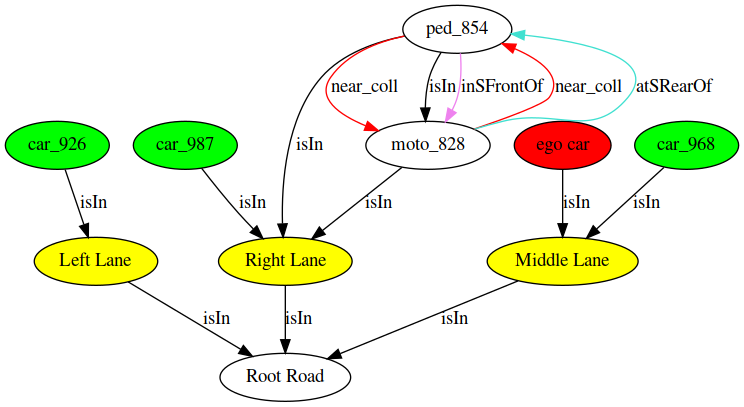 ped_854
near_coll
isIn
inSFrontOf
near_coll
atSRearOf
isIn
car_926
car_987
moto_828
ego car
car_968
isIn
isIn
isIn
isIn
isIn
Left Lane
Right Lane
Middle Lane
isIn
isIn
isIn
Root Road